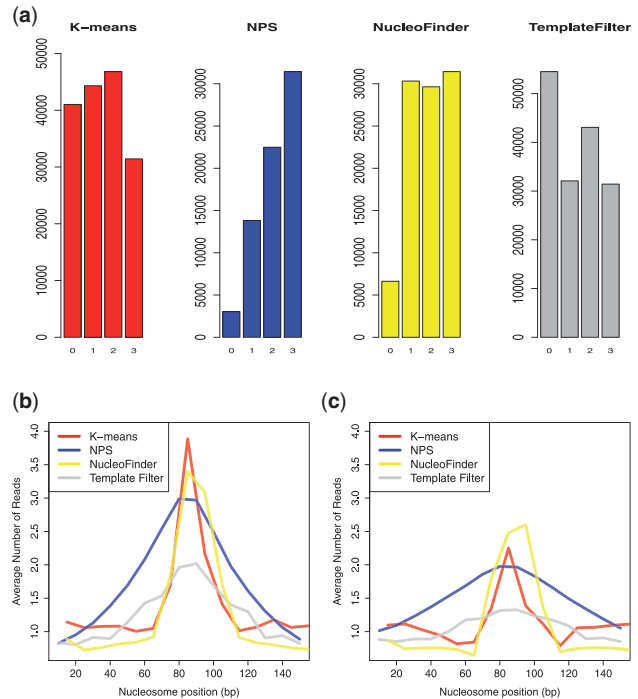 (a)
K−means
NPS
NucleoFinder
TemplateFilter
0
10000
20000
30000
40000
50000
0 1 2 3
0
5000
10000
15000
20000
25000
30000
0 1 2 3
0
5000
10000
15000
20000
25000
30000
0 1 2 3
0
10000
20000
30000
40000
50000
0 1 2 3
(b)
K−means
NPS
NucleoFinder
Template Filter
Average Number of Reads
1.0
1.5
2.0
2.5
3.0
3.5
4.0
20 40 60 80 100 120 140
Nucleosome position (bp)
(c)
K−means
NPS
NucleoFinder
Template Filter
Average Number of Reads
1.0
1.5
2.0
2.5
3.0
3.5
4.0
20 40 60 80 100 120 140
Nucleosome position (bp)